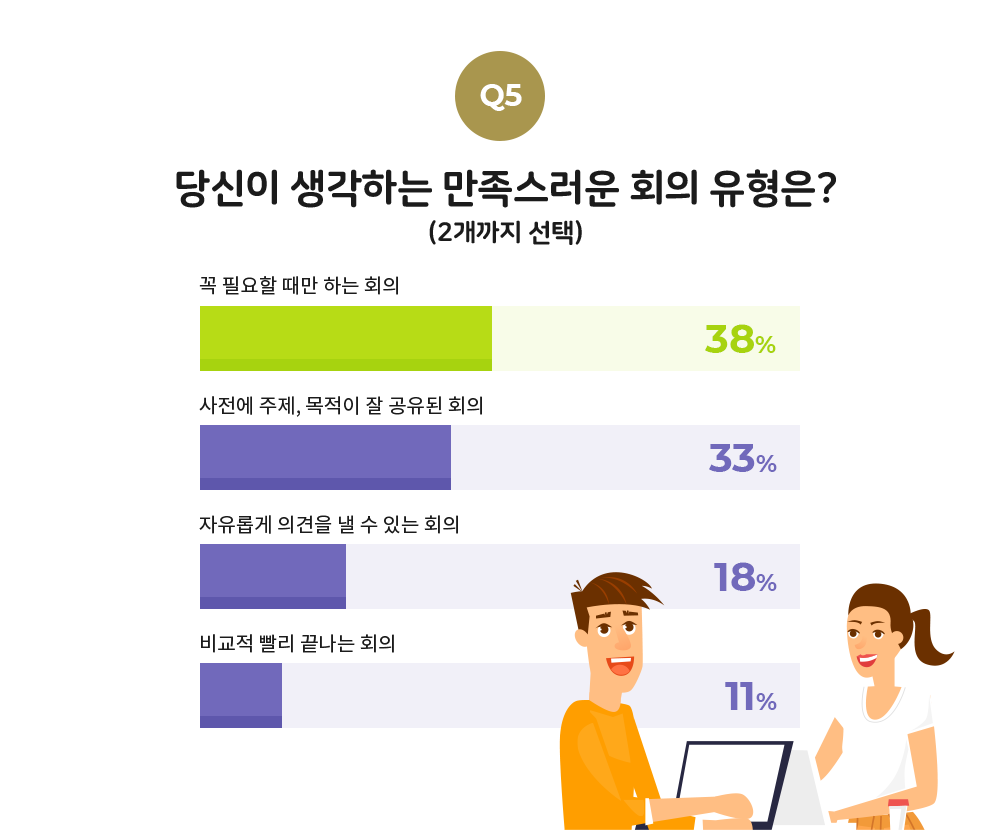 Q5
당신이 생각하는 만족스러운 회의 유형은?
(2개까지 선택)
꼭 필요할 때만 하는 회의
38%
사전에 주제, 목적이 잘 공유된 회의
33%
자유롭게 의견을 낼 수 있는 회의
18%
비교적 빨리 끝나는 회의
11%